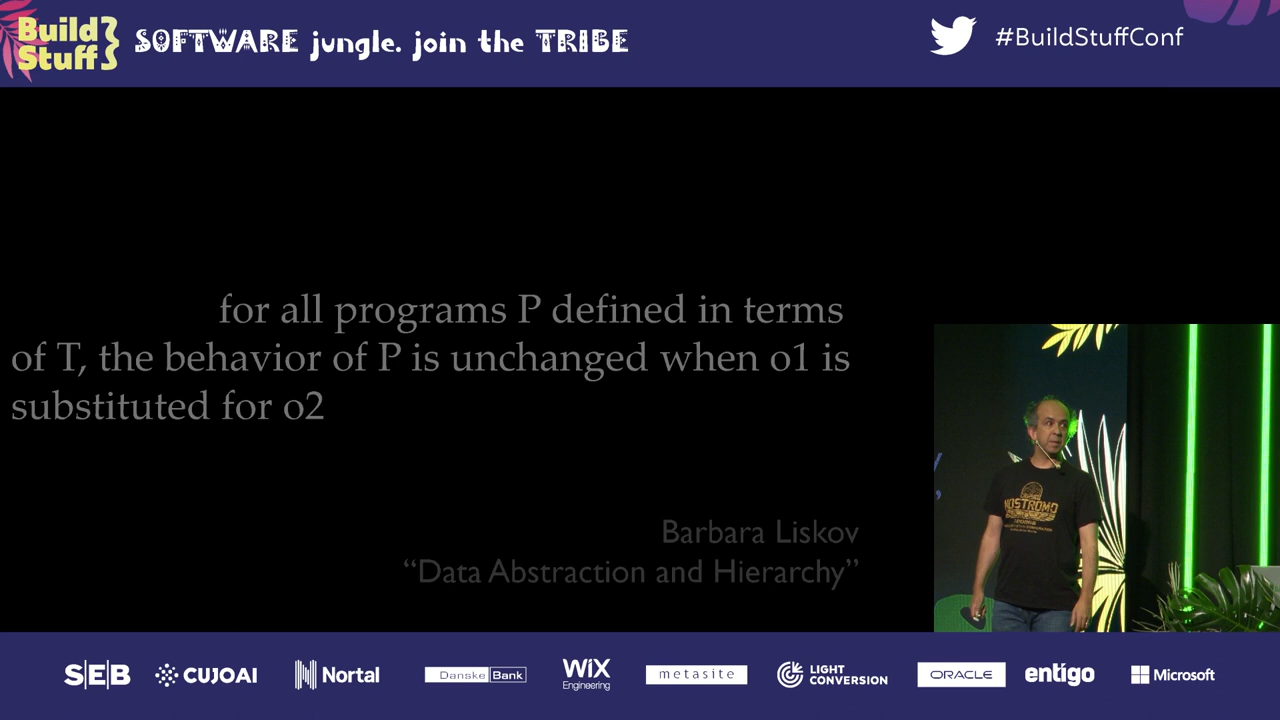 Build
Stuff}
SOFTWARE jungle. join the TRIBE
#BuildStuffConf
for all programs P defined in terms
of T, the behavior of P is unchanged when o1 is
substituted for o2
Barbara Liskov
“Data Abstraction and Hierarchy”
NOSTROMO
S|E|B
CUJOAI
Nortal
Danske Bank
WiX
Engineering
metasite
LIGHT
CONVERSION
ORACLE
entigo
Microsoft